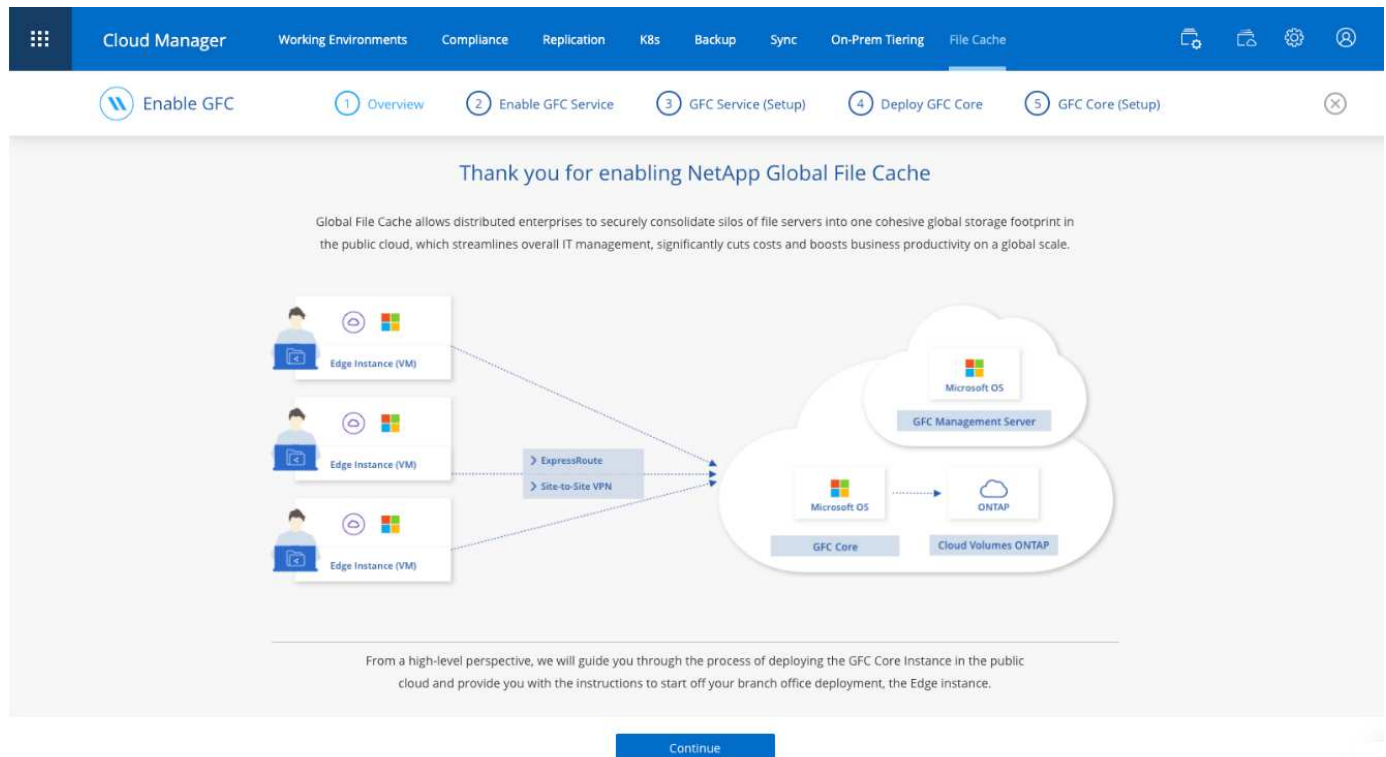 Cloud Manager
Working Environments
Compliance
Replication
K8s
Backup
Sync
On-Prem Tiering
File Cache
Enable GFC
1 Overview
2 Enable GFC Service
3 GFC Service (Setup)
4 Deploy GFC Core
5 GFC Core (Setup)
Thank you for enabling NetApp Global File Cache
Global File Cache allows distributed enterprises to securely consolidate silos of file servers into one cohesive global storage footprint in
the public cloud, which streamlines overall IT management, significantly cuts costs and boosts business productivity on a global scale.
Edge Instance (VM)
Edge Instance (VM)
Edge Instance (VM)
ExpressRoute
Site-to-Site VPN
Microsoft OS
GFC Management Server
Microsoft OS
GFC Core
ONTAP
Cloud Volumes ONTAP
From a high-level perspective, we will guide you through the process of deploying the GFC Core Instance in the public
cloud and provide you with the instructions to start off your branch office deployment, the Edge instance.
Continue